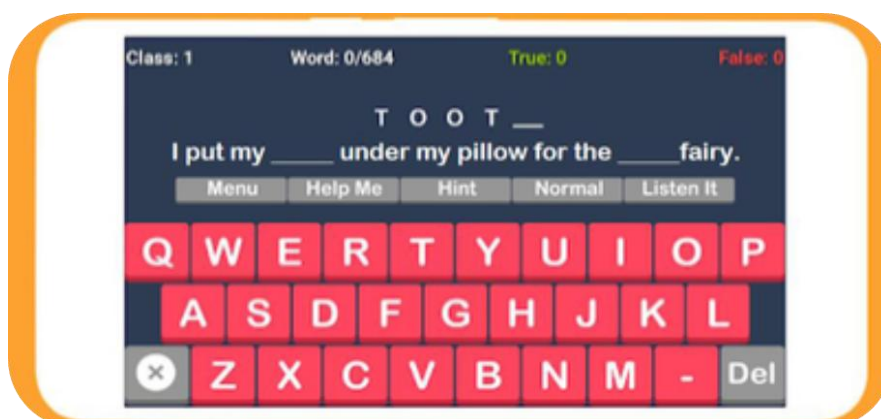 Class: 1 Word: 0/684 True: 0 False: 0
T O O T __
I put my _____ under my pillow for the _____fairy.
Menu Help Me Hint Normal Listen It
Q W E R T Y U I O P
A S D F G H J K L
× Z X C V B N M - Del